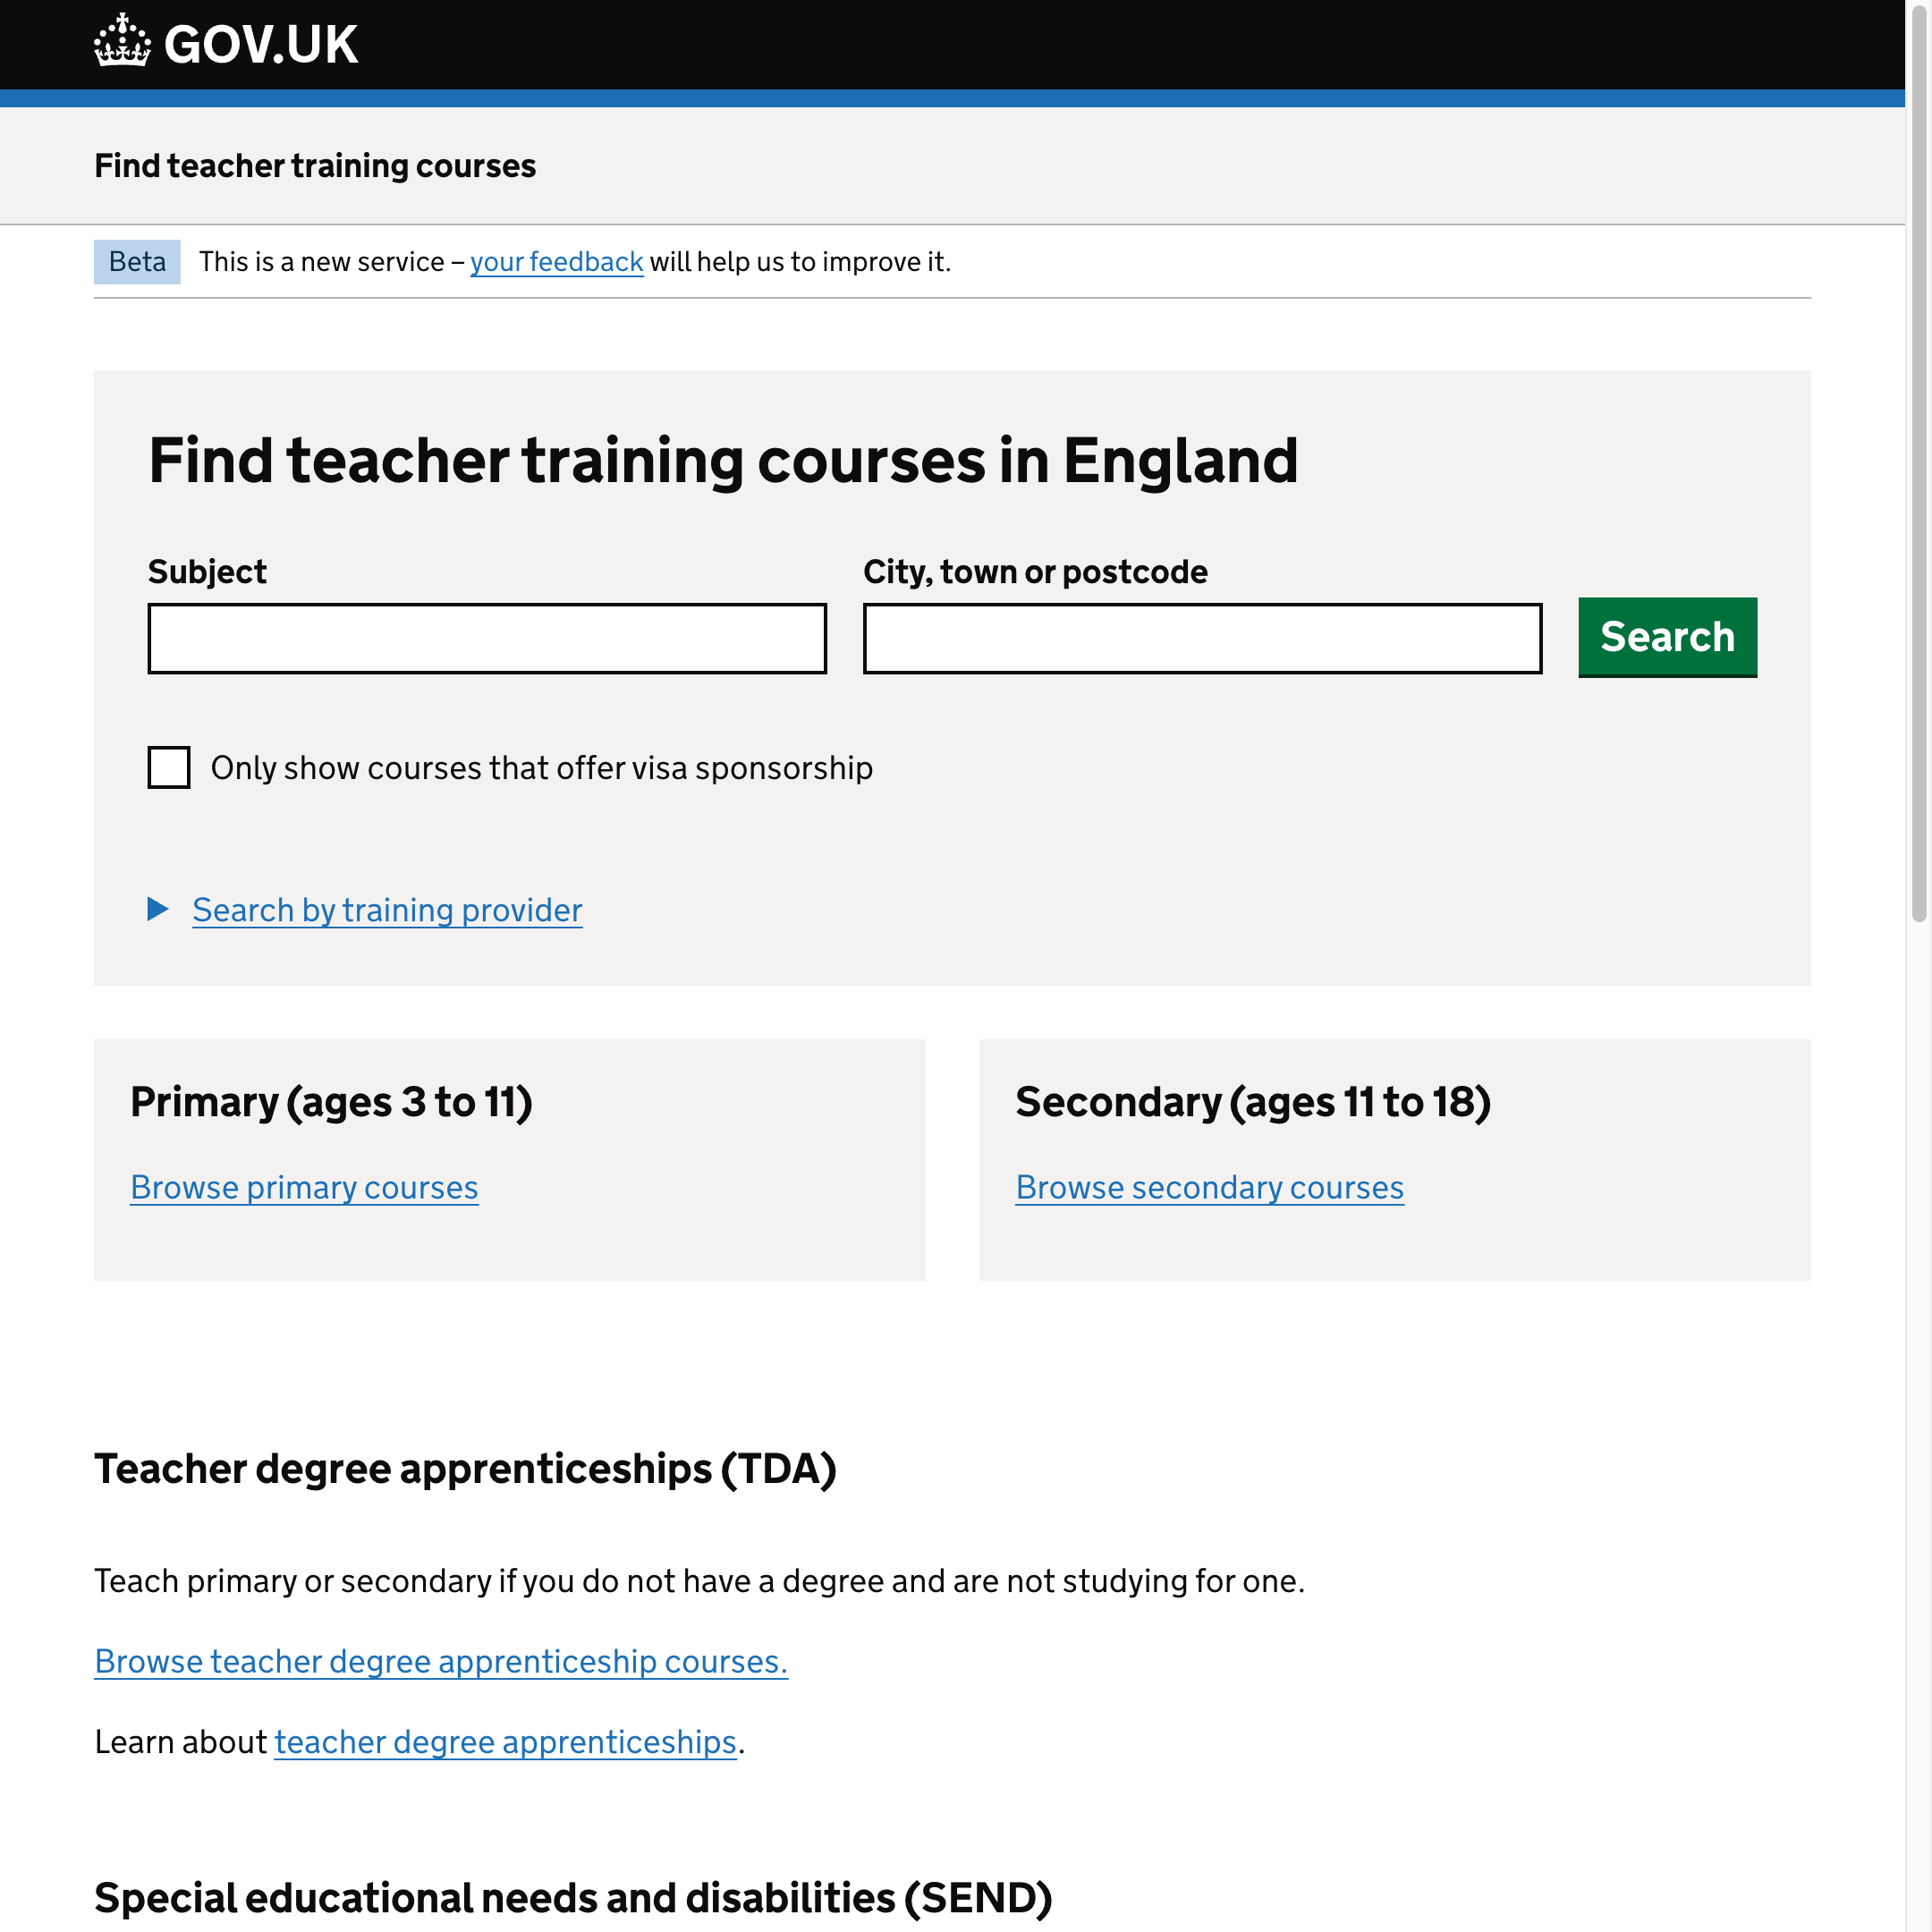 GOV.UK
Find teacher training courses
Beta This is a new service – your feedback will help us to improve it.
Find teacher training courses in England
Subject
City, town or postcode
Search
Only show courses that offer visa sponsorship
Search by training provider
Primary (ages 3 to 11)
Browse primary courses
Secondary (ages 11 to 18)
Browse secondary courses
Teacher degree apprenticeships (TDA)
Teach primary or secondary if you do not have a degree and are not studying for one.
Browse teacher degree apprenticeship courses.
Learn about teacher degree apprenticeships.
Special educational needs and disabilities (SEND)